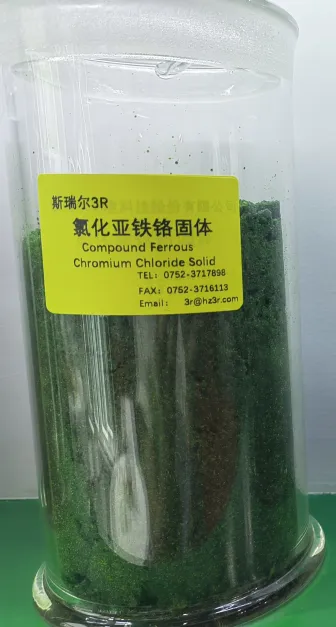 斯瑞尔3R
氯化亚铁铬固体
Compound Ferrous
Chromium Chloride Solid
TEL: 0752-3717898
FAX: 0752-3716113
Email: 3r@hz3r.com